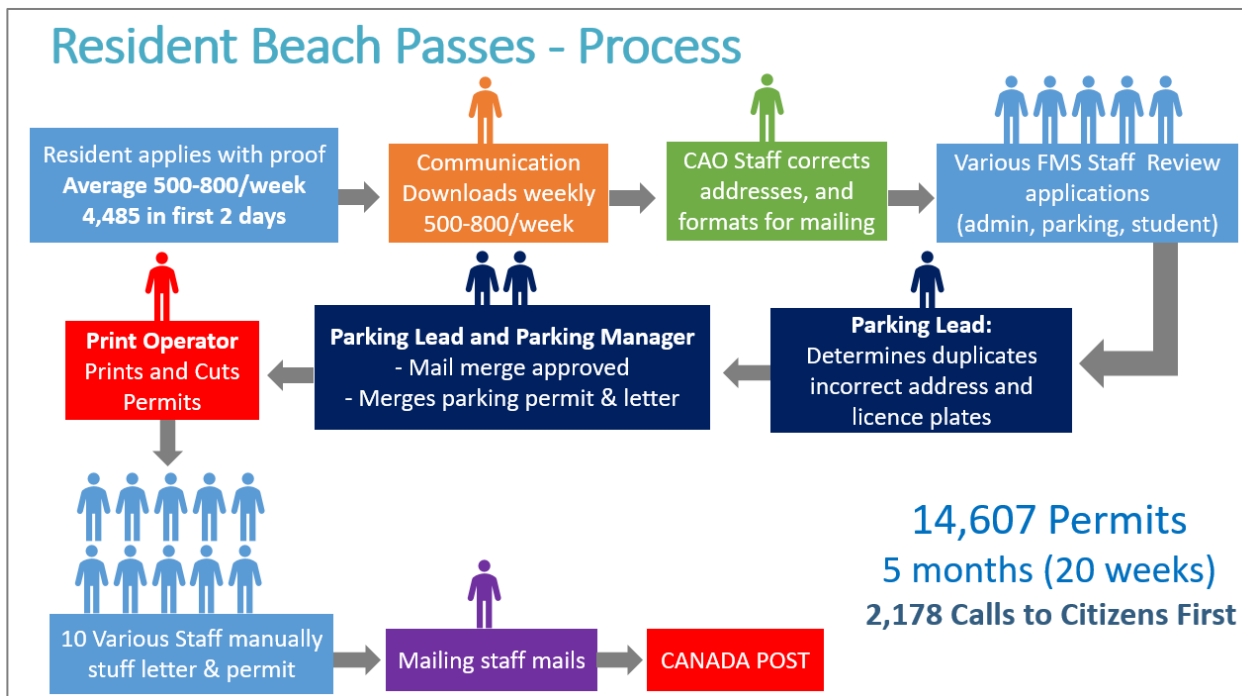 Resident Beach Passes - Process
Resident applies with proof
Average 500-800/week
4,485 in first 2 days
Communication
Downloads weekly
500-800/week
CAO Staff corrects
addresses, and
formats for mailing
Various FMS Staff Review
applications
(admin, parking, student)
Parking Lead:
Determines duplicates
incorrect address and
licence plates
Parking Lead and Parking Manager
- Mail merge approved
- Merges parking permit & letter
Print Operator
Prints and Cuts
Permits
10 Various Staff manually
stuff letter & permit
Mailing staff mails
CANADA POST
14,607 Permits
5 months (20 weeks)
2,178 Calls to Citizens First